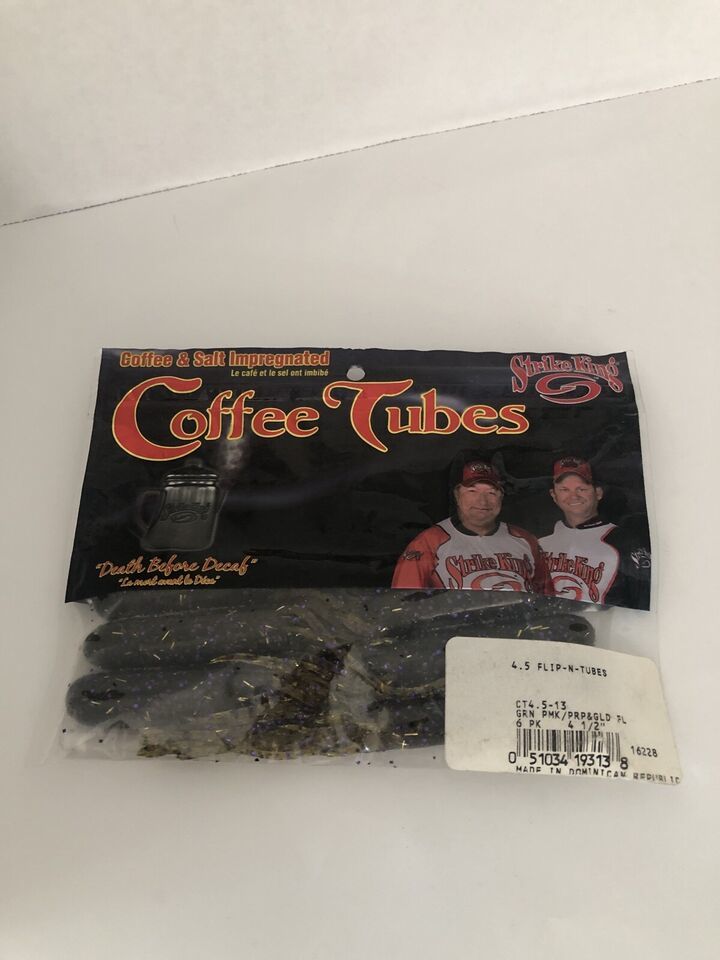 Coffee & Salt Impregnated
Le café et le sel ont imbibé
Strike King
Coffee Tubes
"Death Before Decaf"
"La mort avant le Déca"
Strike King
Strike King
4.5 FLIP-N-TUBES
CT4.5-13
GRN PMK/PRP&GLD FL
6 PK 4 1/2"
16228
0 51034 19313 8
MADE IN DOMINICAN REPUBLIC